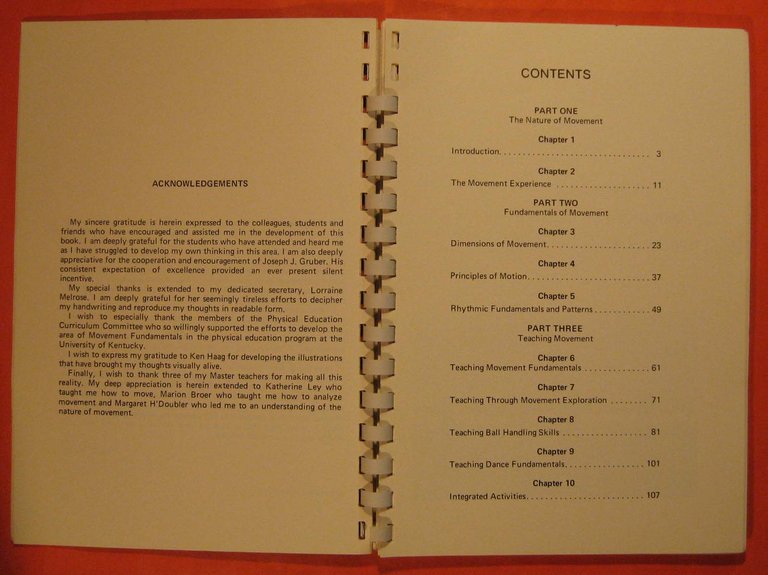 ACKNOWLEDGEMENTS
My sincere gratitude is herein expressed to the colleagues, students and
friends who have encouraged and assisted me in the development of this
book. I am deeply grateful for the students who have attended and heard me
as I have struggled to develop my own thinking in this area. I am also deeply
appreciative for the cooperation and encouragement of Joseph J. Gruber. His
consistent expectation of excellence provided an ever present silent
incentive.
My special thanks is extended to my dedicated secretary, Lorraine
Melrose. I am deeply grateful for her seemingly tireless efforts to decipher
my handwriting and reproduce my thoughts in readable form.
I wish to especially thank the members of the Physical Education
Curriculum Committee who so willingly supported the efforts to develop the
area of Movement Fundamentals in the physical education program at the
University of Kentucky.
I wish to express my gratitude to Ken Haag for developing the illustrations
that have brought my thoughts visually alive.
Finally, I wish to thank three of my Master teachers for making all this
reality. My deep appreciation is herein extended to Katherine Ley who
taught me how to move, Marion Broer who taught me how to analyze
movement and Margaret H'Doubler who led me to an understanding of the
nature of movement.
CONTENTS
PART ONE
The Nature of Movement
Chapter 1
Introduction. . . . . . . . . . . . . . . . . . . . . . . . . . . . . . 3
Chapter 2
The Movement Experience . . . . . . . . . . . . . . . . . . . 11
PART TWO
Fundamentals of Movement
Chapter 3
Dimensions of Movement. . . . . . . . . . . . . . . . . . . . . 23
Chapter 4
Principles of Motion. . . . . . . . . . . . . . . . . . . . . . . . 37
Chapter 5
Rhythmic Fundamentals and Patterns . . . . . . . . . . . 49
PART THREE
Teaching Movement
Chapter 6
Teaching Movement Fundamentals . . . . . . . . . . . . . 61
Chapter 7
Teaching Through Movement Exploration . . . . . . . . 71
Chapter 8
Teaching Ball Handling Skills . . . . . . . . . . . . . . . . . 81
Chapter 9
Teaching Dance Fundamentals. . . . . . . . . . . . . . . . 101
Chapter 10
Integrated Activities. . . . . . . . . . . . . . . . . . . . . . . . 107